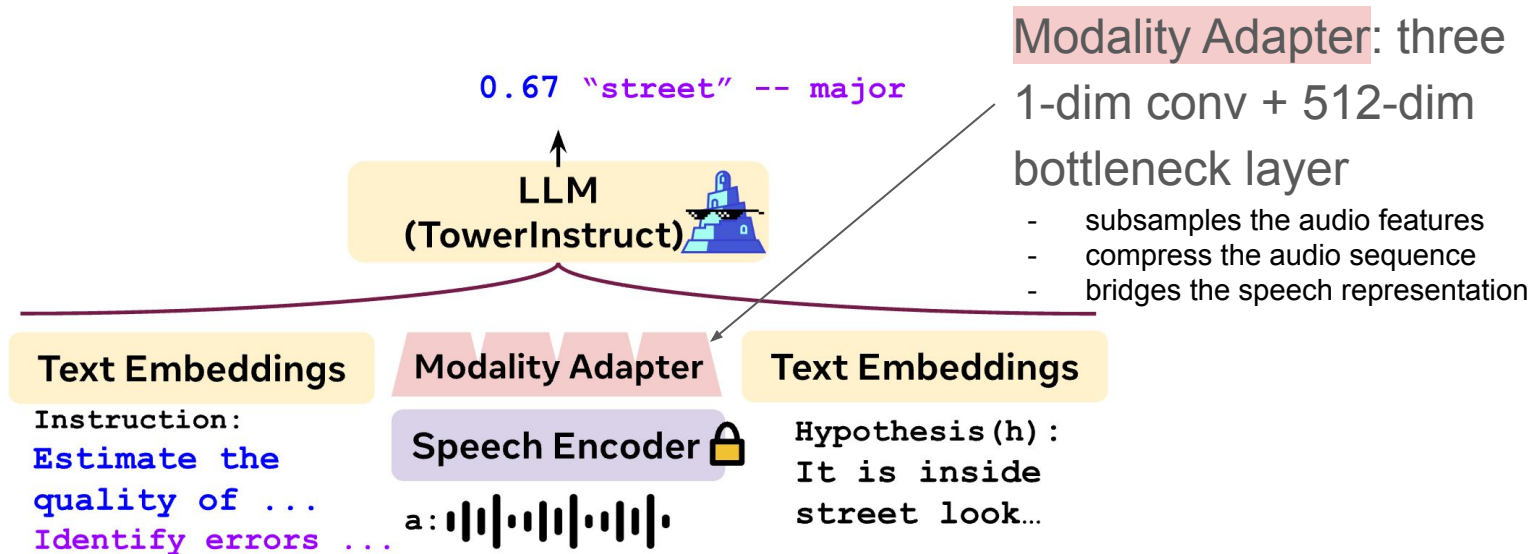 Modality Adapter: three
1-dim conv + 512-dim
bottleneck layer
- subsamples the audio features
- compress the audio sequence
- bridges the speech representation
0.67 “street” -- major
LLM
(TowerInstruct)
Text Embeddings
Modality Adapter
Text Embeddings
Instruction:
Estimate the
quality of ...
Identify errors ...
Speech Encoder
a:
Hypothesis(h):
It is inside
street look…